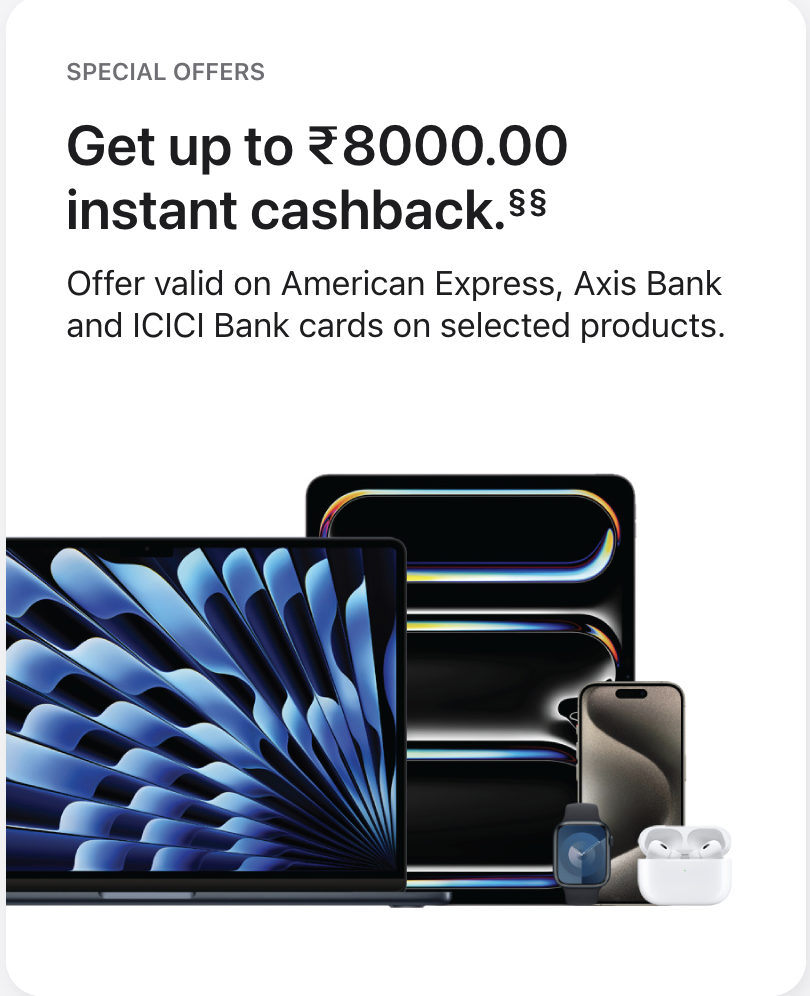 SPECIAL OFFERS
Get up to ₹8000.00
instant cashback.§§
Offer valid on American Express, Axis Bank
and ICICI Bank cards on selected products.